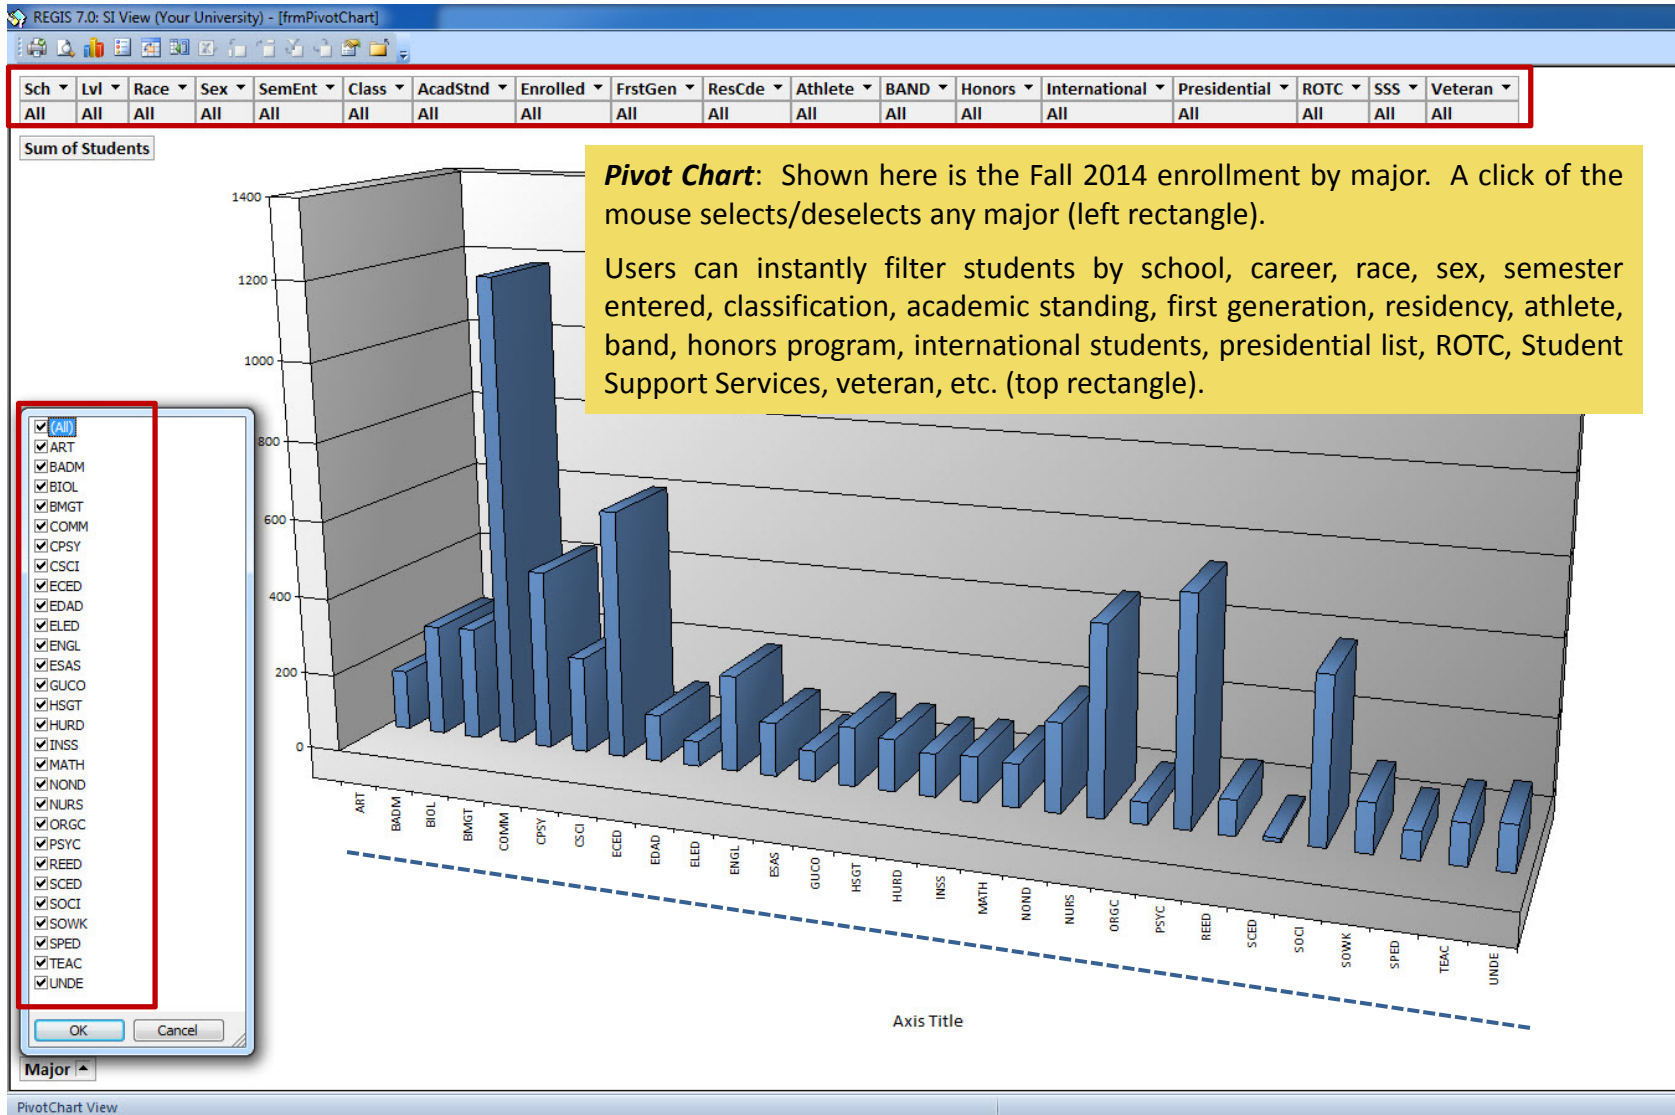 REGIS 7.0: SI View (Your University) - [frmPivotChart]
Sch Lvl Race Sex SemEnt Class AcadStnd Enrolled FrstGen ResCde Athlete BAND Honors International Presidential ROTC SSS Veteran
All All All All All All All All All All All All All All All All All All
Sum of Students
Pivot Chart: Shown here is the Fall 2014 enrollment by major. A click of the
mouse selects/deselects any major (left rectangle).
Users can instantly filter students by school, career, race, sex, semester
entered, classification, academic standing, first generation, residency, athlete,
band, honors program, international students, presidential list, ROTC, Student
Support Services, veteran, etc. (top rectangle).
1400
1200
1000
800
600
400
200
0
(All)
ART
BADM
BIOL
BMGT
COMM
CPSY
CSCI
ECED
EDAD
ELED
ENGL
ESAS
GUCO
HSGT
HURD
INSS
MATH
NOND
NURS
ORGC
PSYC
REED
SCED
SOCI
SOWK
SPED
TEAC
UNDE
OK Cancel
ART
BADM
BIOL
BMGT
COMM
CPSY
CSCI
ECED
EDAD
ELED
ENGL
ESAS
GUCO
HSGT
HURD
INSS
MATH
NOND
NURS
ORGC
PSYC
REED
SCED
SOCI
SOWK
SPED
TEAC
UNDE
Axis Title
Major
PivotChart View